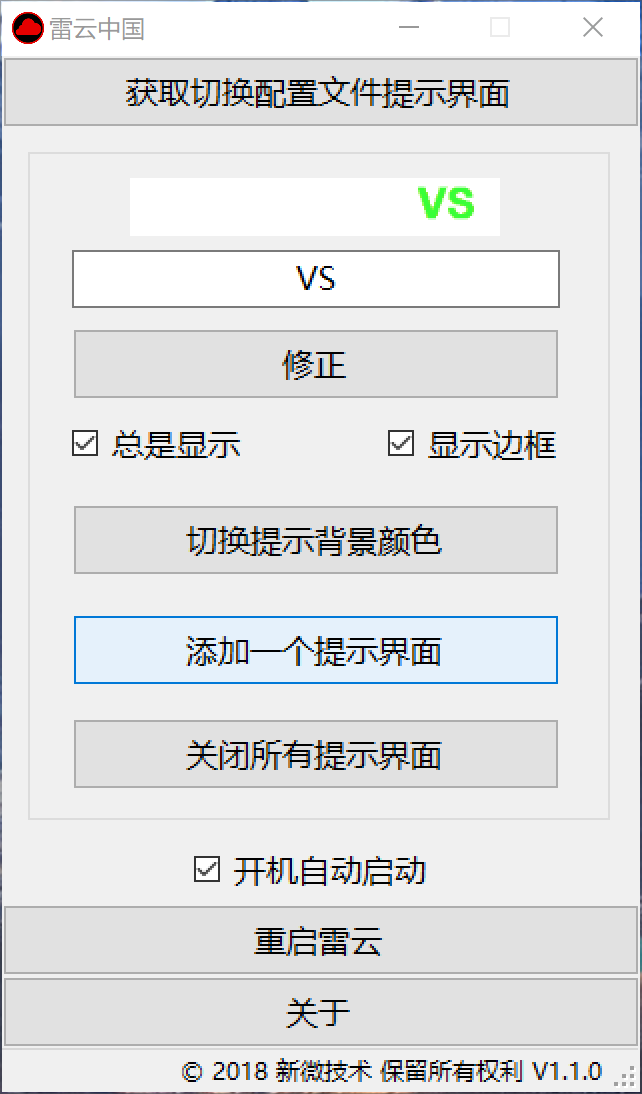 雷云中国
获取切换配置文件提示界面
VS
VS
修正
总是显示 显示边框
切换提示背景颜色
添加一个提示界面
关闭所有提示界面
开机自动启动
重启雷云
关于
© 2018 新微技术 保留所有权利 V1.1.0